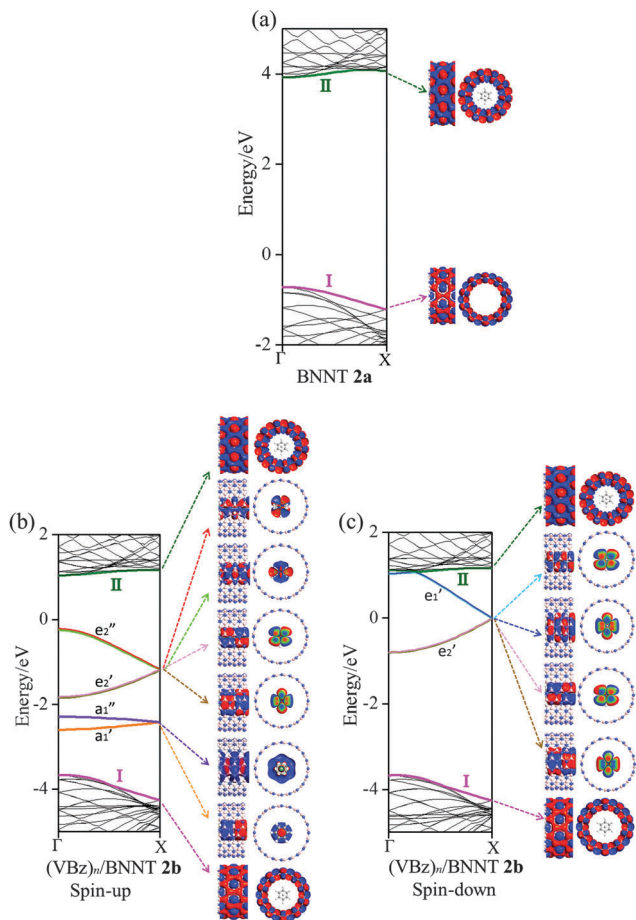 (a)
4
2
0
-2
Energy/eV
II
I
Γ
X
BNNT 2a
(b)
2
0
-2
-4
Energy/eV
II
e₂''
e₂'
a₁''
a₁'
I
Γ
X
(VBz)ₙ/BNNT 2b
Spin-up
(c)
2
0
-2
-4
Energy/eV
II
e₁'
e₂'
I
Γ
X
(VBz)ₙ/BNNT 2b
Spin-down